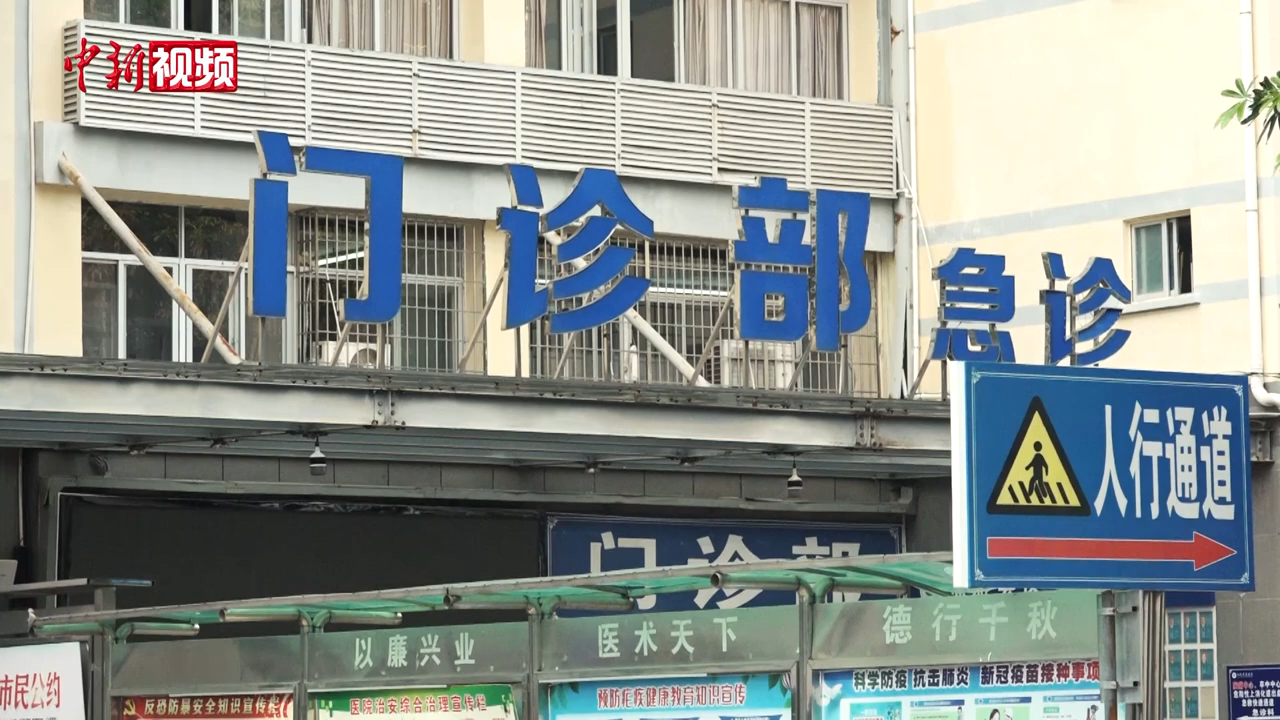 中新视频
门诊部
急诊
人行通道
门诊部
以廉兴业
医术天下
德行千秋
市民公约
反恐防暴安全知识宣传栏
医院治安综合治理宣传栏
预防疟疾健康教育知识宣传
科学防疫 抗击肺炎 新冠疫苗接种事项
急诊科